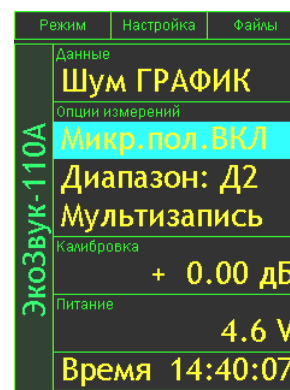 Режим Настройка Файлы
Данные
Шум ГРАФИК
Опции измерений
Микр.пол.ВКЛ
Диапазон: Д2
Мультизапись
Калибровка
+ 0.00 дБ
Питание
4.6 V
Время 14:40:07
ЭкоЗвук-110А